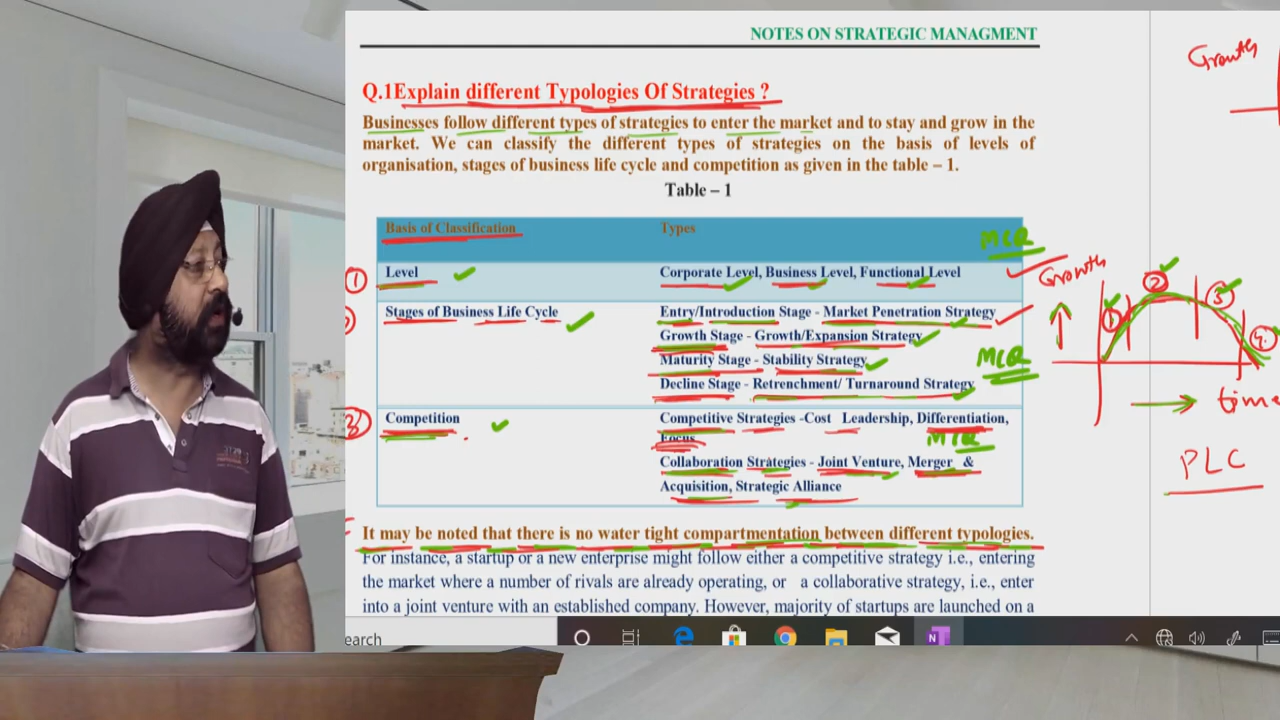 NOTES ON STRATEGIC MANAGMENT
Growth
Q.1Explain different Typologies Of Strategies ?
Businesses follow different types of strategies to enter the market and to stay and grow in the
market. We can classify the different types of strategies on the basis of levels of
organisation, stages of business life cycle and competition as given in the table – 1.
Table – 1
Basis of Classification Types MCQ
1 Level Corporate Level, Business Level, Functional Level
Growth
Stages of Business Life Cycle Entry/Introduction Stage - Market Penetration Strategy
Growth Stage - Growth/Expansion Strategy
Maturity Stage - Stability Strategy MCQ
Decline Stage - Retrenchment/ Turnaround Strategy
1 2 3 4.
time
3 Competition Competitive Strategies -Cost Leadership, Differentiation,
Focus
Collaboration Strategies - Joint Venture, Merger &
Acquisition, Strategic Alliance
PLC
It may be noted that there is no water tight compartmentation between different typologies.
For instance, a startup or a new enterprise might follow either a competitive strategy i.e., entering
the market where a number of rivals are already operating, or a collaborative strategy, i.e., enter
into a joint venture with an established company. However, majority of startups are launched on a
earch